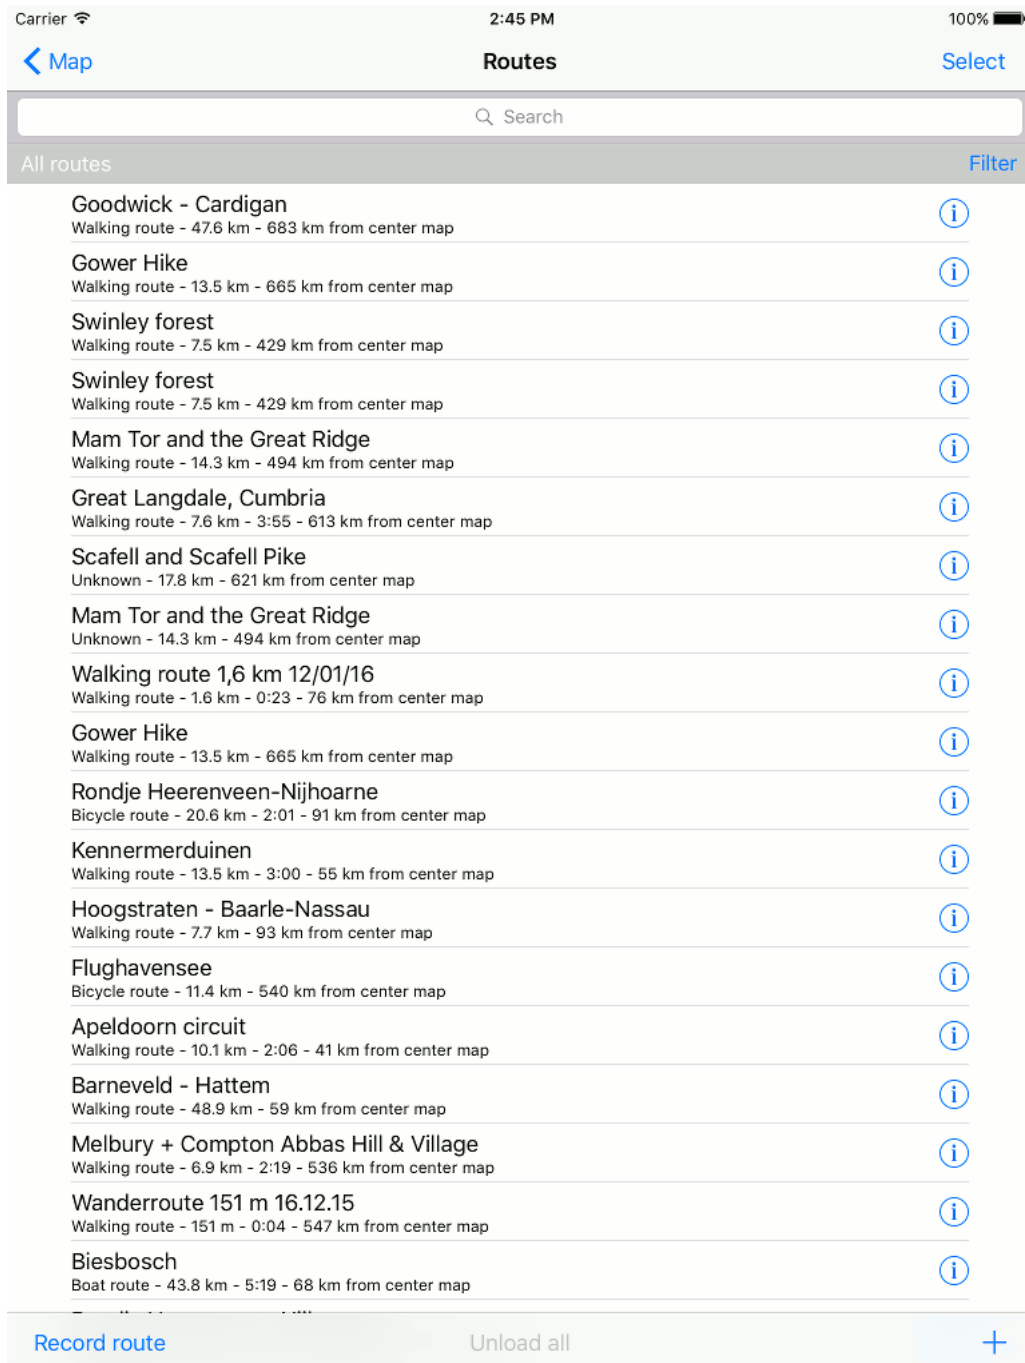 Carrier
2:45 PM
100%
Map
Routes
Select
Search
All routes
Filter
Goodwick - Cardigan
Walking route - 47.6 km - 683 km from center map
Gower Hike
Walking route - 13.5 km - 665 km from center map
Swinley forest
Walking route - 7.5 km - 429 km from center map
Swinley forest
Walking route - 7.5 km - 429 km from center map
Mam Tor and the Great Ridge
Walking route - 14.3 km - 494 km from center map
Great Langdale, Cumbria
Walking route - 7.6 km - 3:55 - 613 km from center map
Scafell and Scafell Pike
Unknown - 17.8 km - 621 km from center map
Mam Tor and the Great Ridge
Unknown - 14.3 km - 494 km from center map
Walking route 1,6 km 12/01/16
Walking route - 1.6 km - 0:23 - 76 km from center map
Gower Hike
Walking route - 13.5 km - 665 km from center map
Rondje Heerenveen-Nijhoarne
Bicycle route - 20.6 km - 2:01 - 91 km from center map
Kennermerduinen
Walking route - 13.5 km - 3:00 - 55 km from center map
Hoogstraten - Baarle-Nassau
Walking route - 7.7 km - 93 km from center map
Flughavensee
Bicycle route - 11.4 km - 540 km from center map
Apeldoorn circuit
Walking route - 10.1 km - 2:06 - 41 km from center map
Barneveld - Hattem
Walking route - 48.9 km - 59 km from center map
Melbury + Compton Abbas Hill & Village
Walking route - 6.9 km - 2:19 - 536 km from center map
Wanderroute 151 m 16.12.15
Walking route - 151 m - 0:04 - 547 km from center map
Biesbosch
Boat route - 43.8 km - 5:19 - 68 km from center map
Record route
Unload all